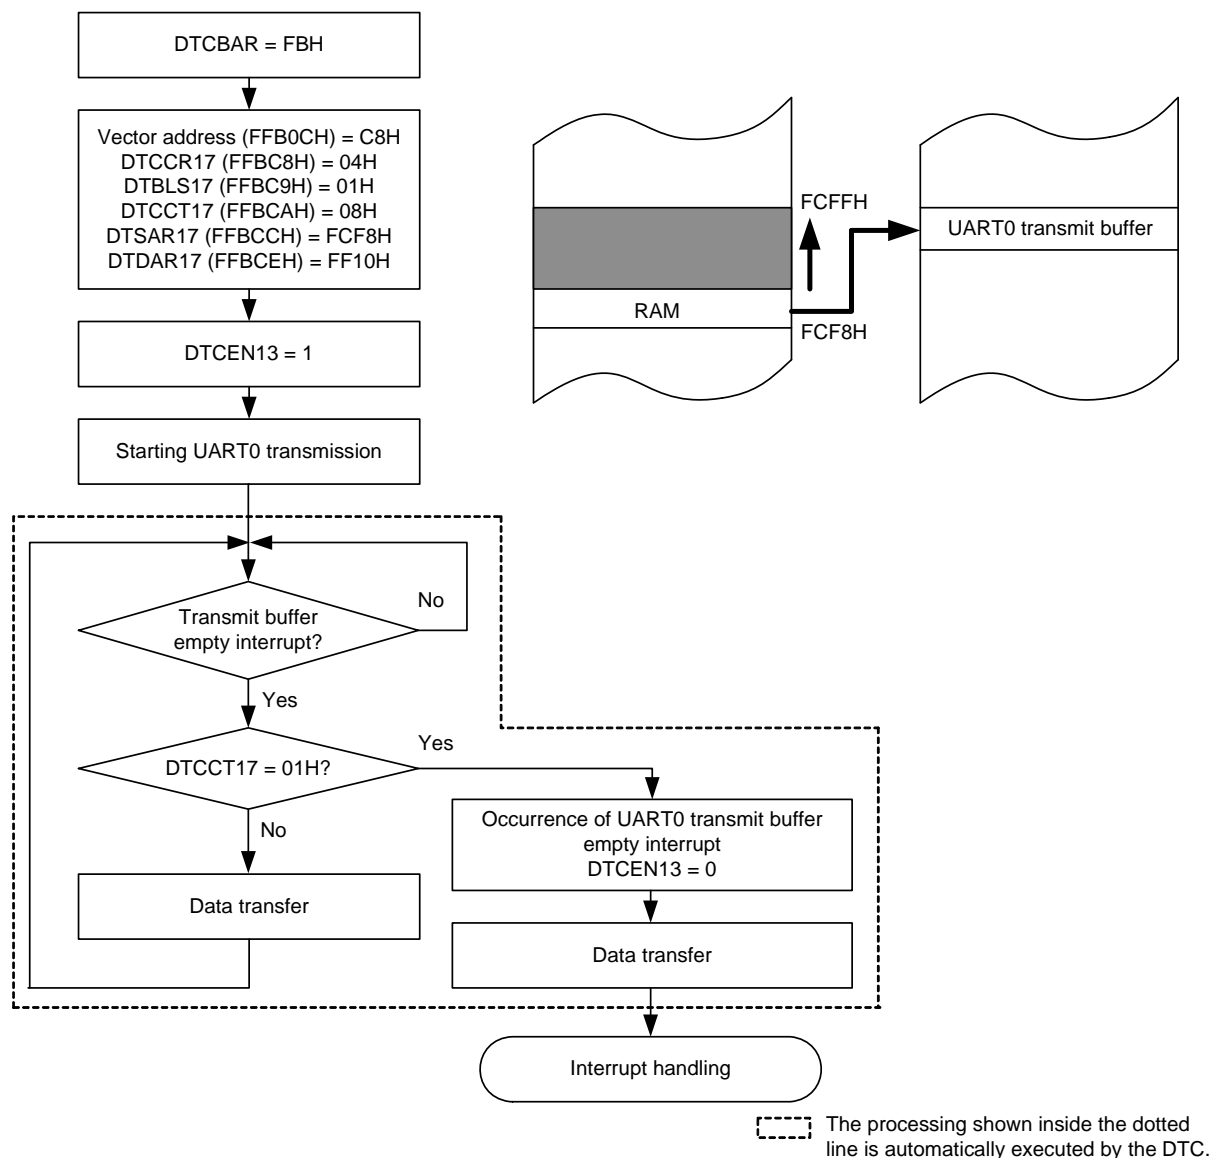 DTCBAR = FBH
Vector address (FFB0CH) = C8H
DTCCR17 (FFBC8H) = 04H
DTBLS17 (FFBC9H) = 01H
DTCCT17 (FFBCAH) = 08H
DTSAR17 (FFBCCH) = FCF8H
DTDAR17 (FFBCEH) = FF10H
DTCEN13 = 1
Starting UART0 transmission
FCFFH
UART0 transmit buffer
RAM
FCF8H
Transmit buffer
empty interrupt?
No
Yes
DTCCT17 = 01H?
Yes
No
Data transfer
Occurrence of UART0 transmit buffer
empty interrupt
DTCEN13 = 0
Data transfer
Interrupt handling
The processing shown inside the dotted
line is automatically executed by the DTC.